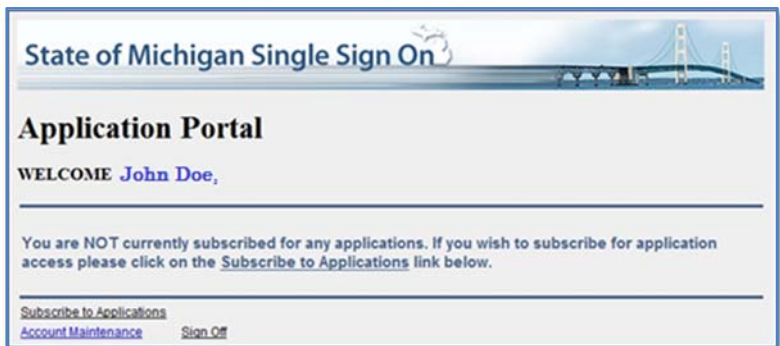 State of Michigan Single Sign On
Application Portal
WELCOME John Doe,
You are NOT currently subscribed for any applications. If you wish to subscribe for application
access please click on the Subscribe to Applications link below.
Subscribe to Applications
Account Maintenance Sign Off